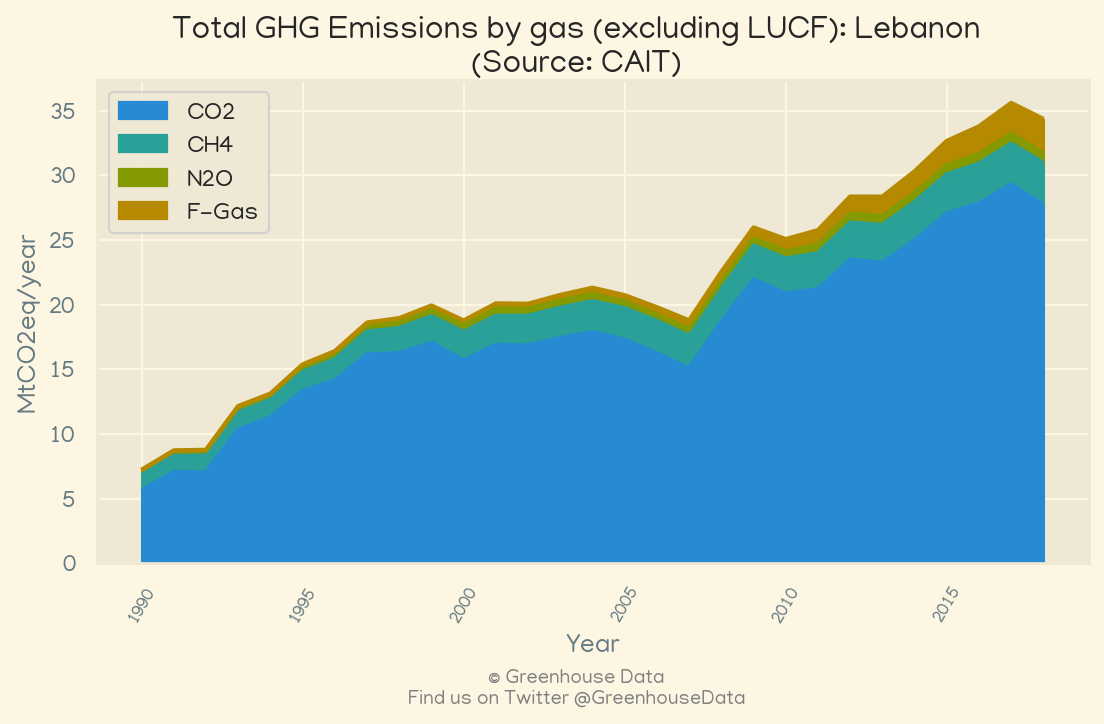 Total GHG Emissions by gas (excluding LUCF): Lebanon
(Source: CAIT)
CO2
CH4
N2O
F-Gas
MtCO2eq/year
35
30
25
20
15
10
5
0
1990
1995
2000
2005
2010
2015
Year
© Greenhouse Data
Find us on Twitter @GreenhouseData